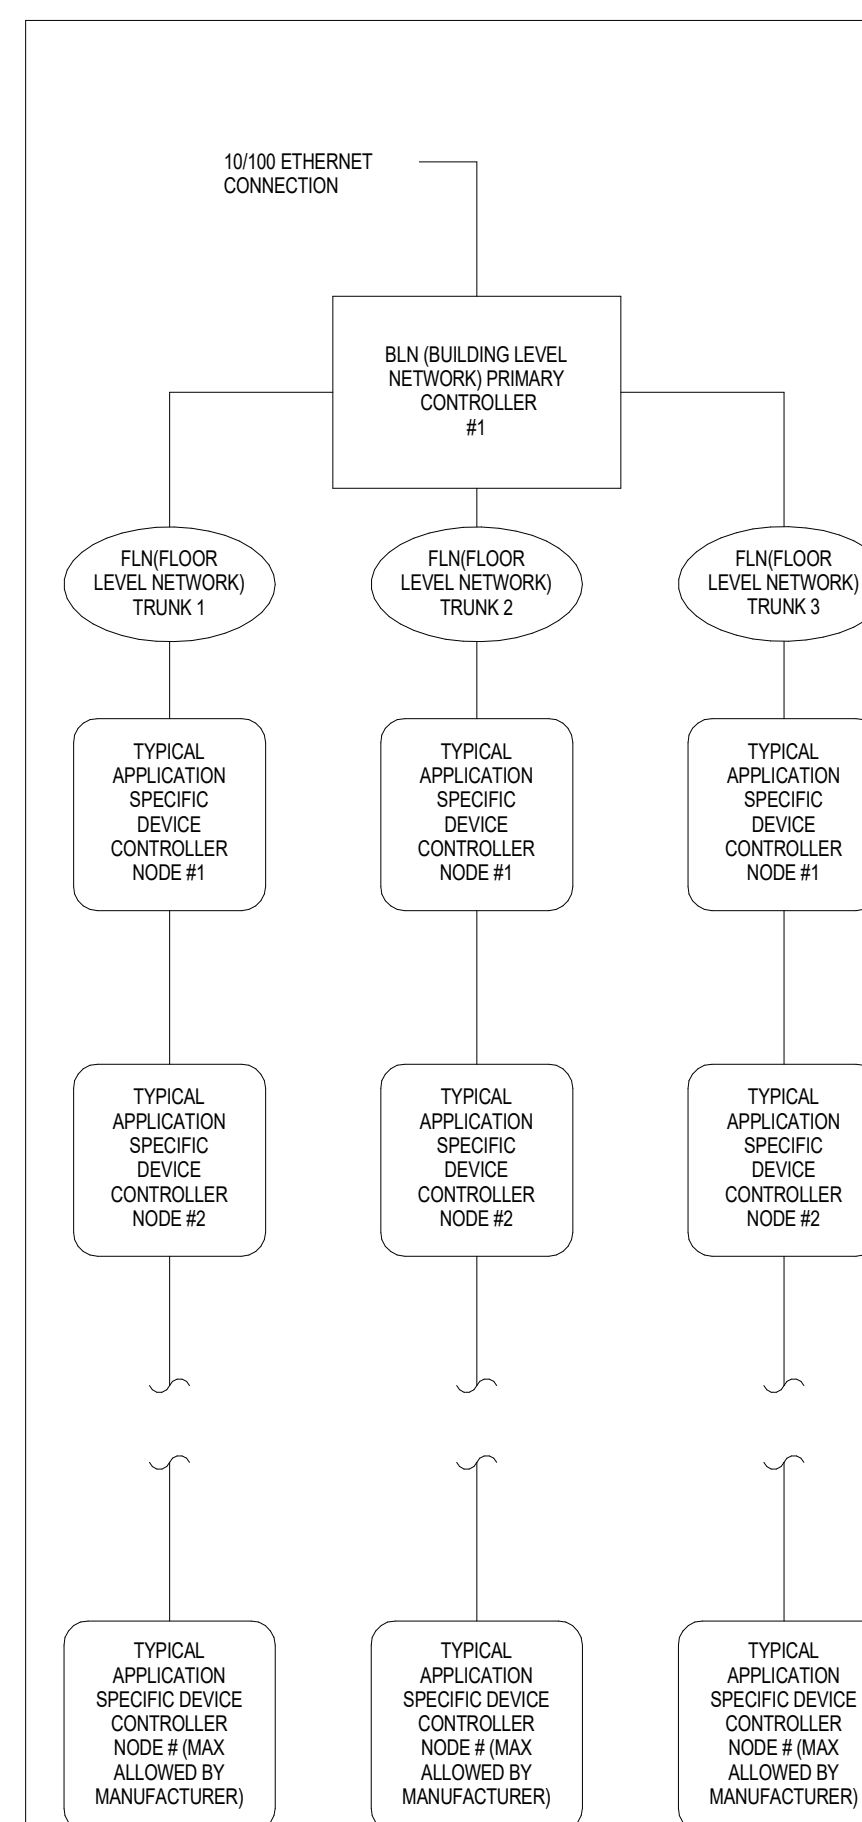 10/100 ETHERNET
CONNECTION
BLN (BUILDING LEVEL
NETWORK) PRIMARY
CONTROLLER
#1
FLN(FLOOR
LEVEL NETWORK)
TRUNK 1
FLN(FLOOR
LEVEL NETWORK)
TRUNK 2
FLN(FLOOR
LEVEL NETWORK)
TRUNK 3
TYPICAL
APPLICATION
SPECIFIC
DEVICE
CONTROLLER
NODE #1
TYPICAL
APPLICATION
SPECIFIC
DEVICE
CONTROLLER
NODE #1
TYPICAL
APPLICATION
SPECIFIC
DEVICE
CONTROLLER
NODE #1
TYPICAL
APPLICATION
SPECIFIC
DEVICE
CONTROLLER
NODE #2
TYPICAL
APPLICATION
SPECIFIC
DEVICE
CONTROLLER
NODE #2
TYPICAL
APPLICATION
SPECIFIC
DEVICE
CONTROLLER
NODE #2
TYPICAL
APPLICATION
SPECIFIC DEVICE
CONTROLLER
NODE # (MAX
ALLOWED BY
MANUFACTURER)
TYPICAL
APPLICATION
SPECIFIC DEVICE
CONTROLLER
NODE # (MAX
ALLOWED BY
MANUFACTURER)
TYPICAL
APPLICATION
SPECIFIC DEVICE
CONTROLLER
NODE # (MAX
ALLOWED BY
MANUFACTURER)